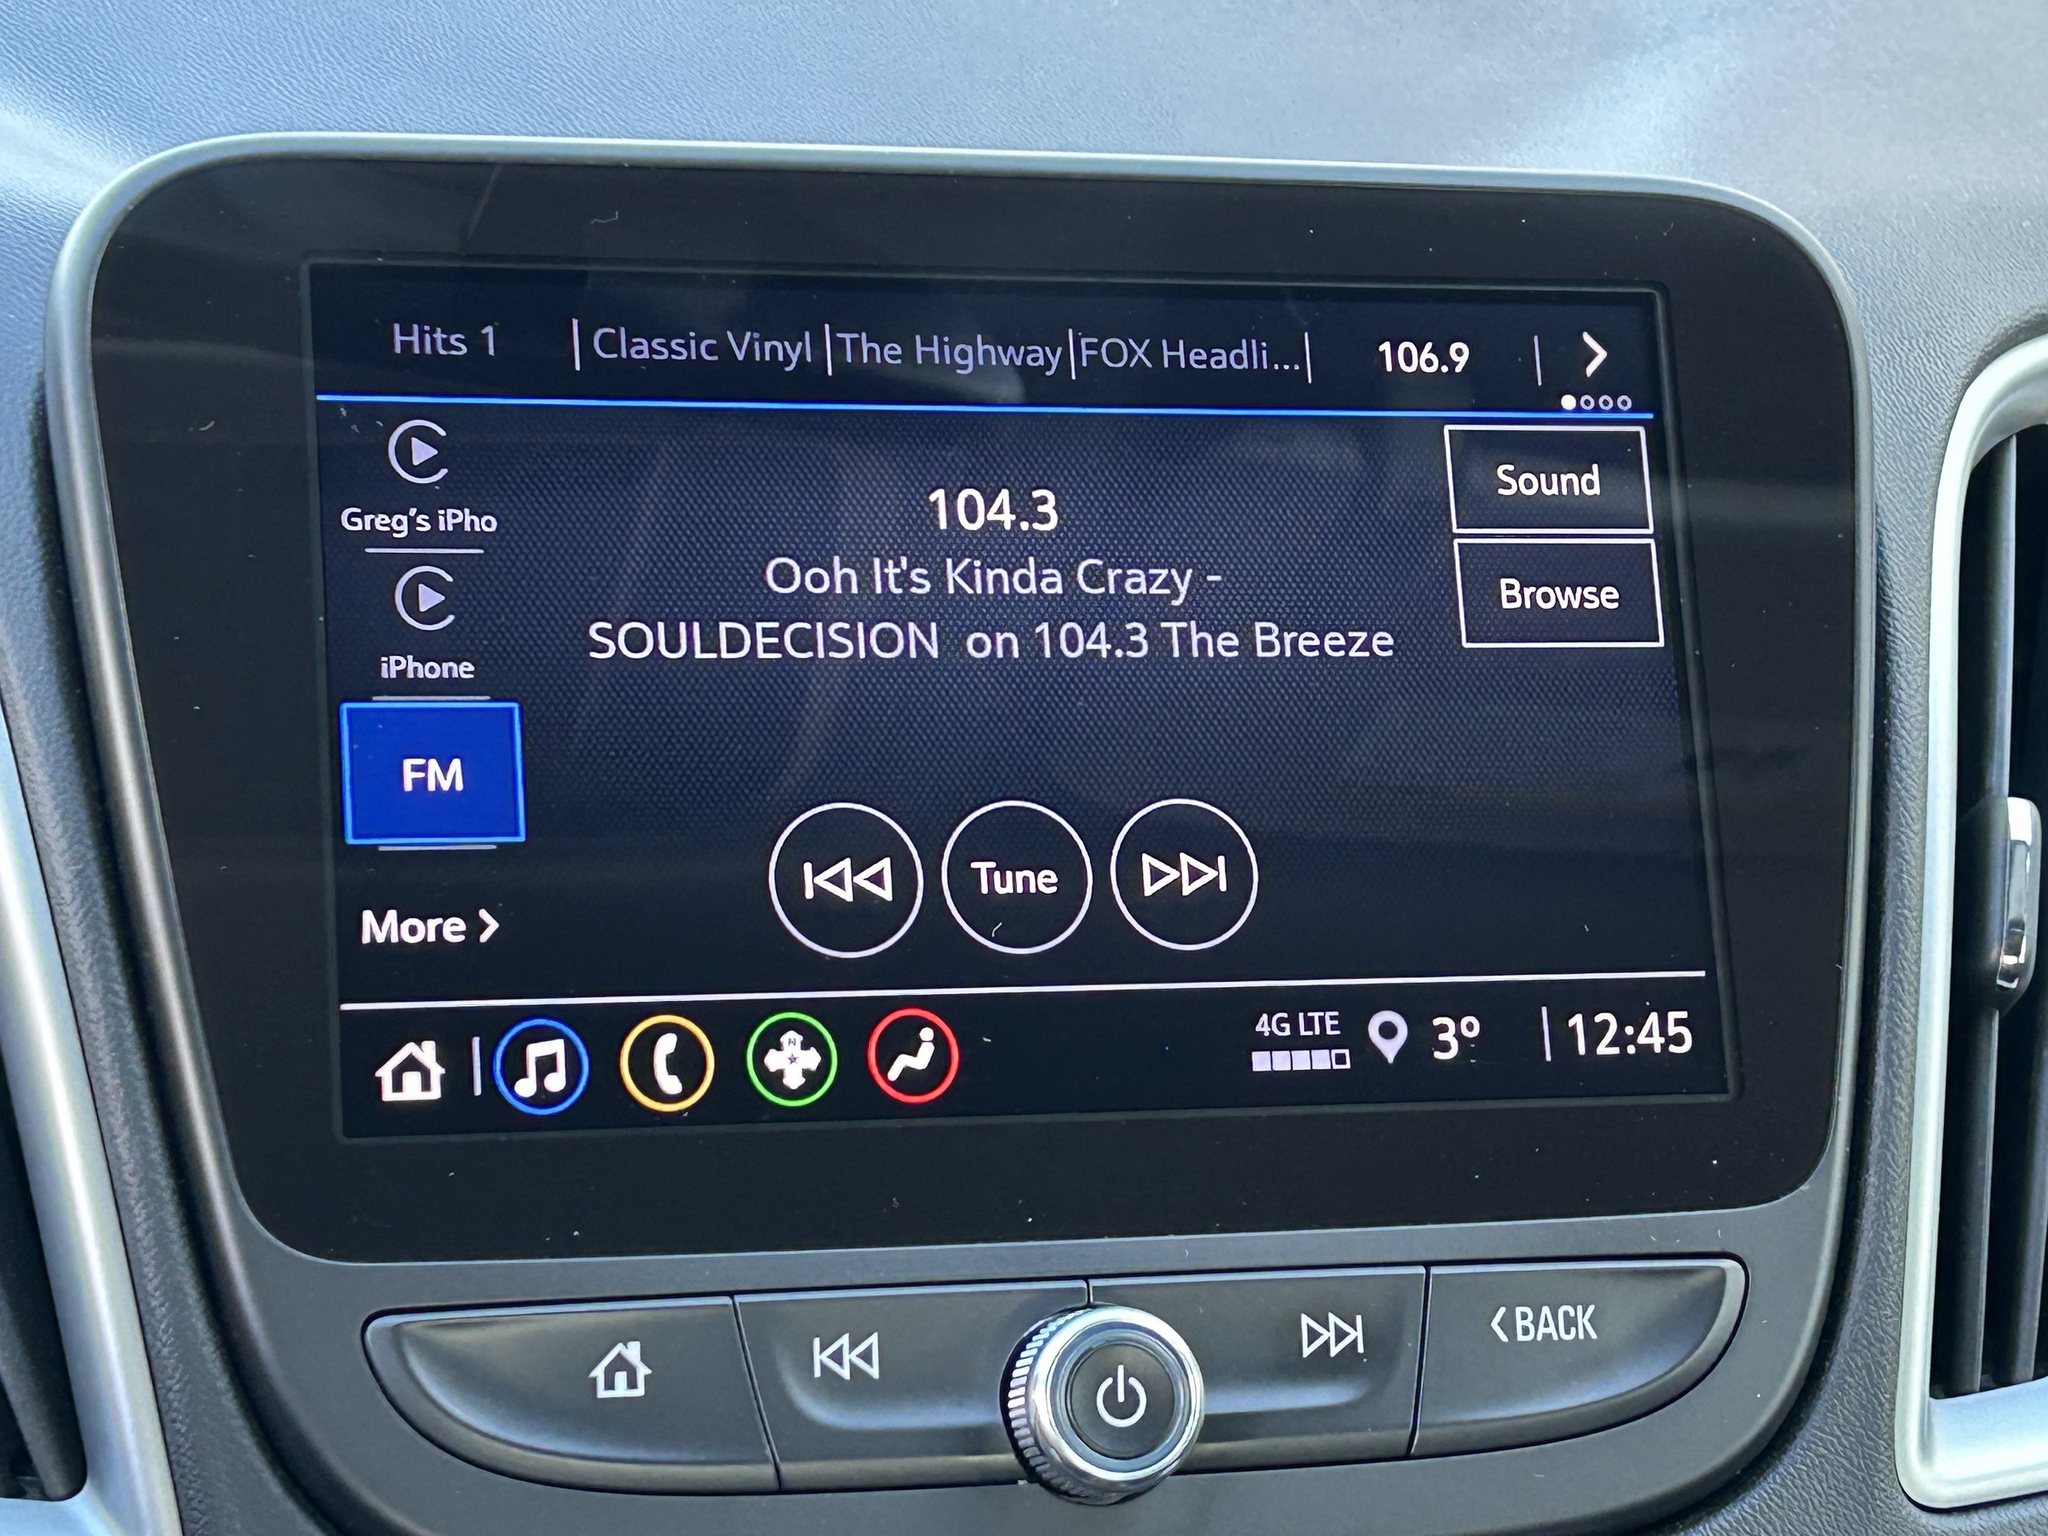 Hits 1 | Classic Vinyl | The Highway | FOX Headli... | 106.9 |
Greg's iPho
iPhone
FM
More
104.3
Ooh It's Kinda Crazy -
SOULDECISION on 104.3 The Breeze
Sound
Browse
Tune
4G LTE 3° | 12:45
N
BACK